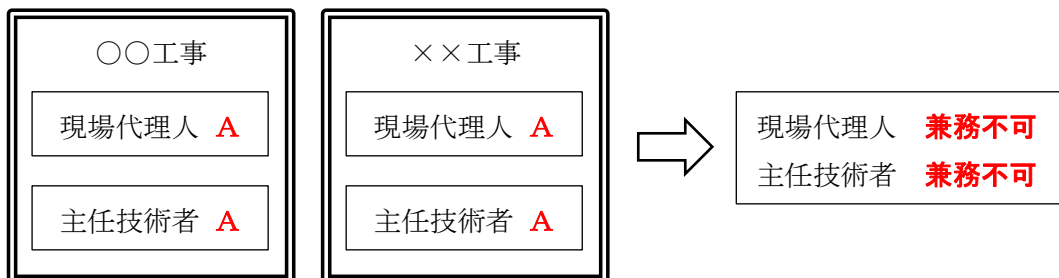 ○○工事
現場代理人 A
主任技術者 A
××工事
現場代理人 A
主任技術者 A
現場代理人 兼務不可
主任技術者 兼務不可